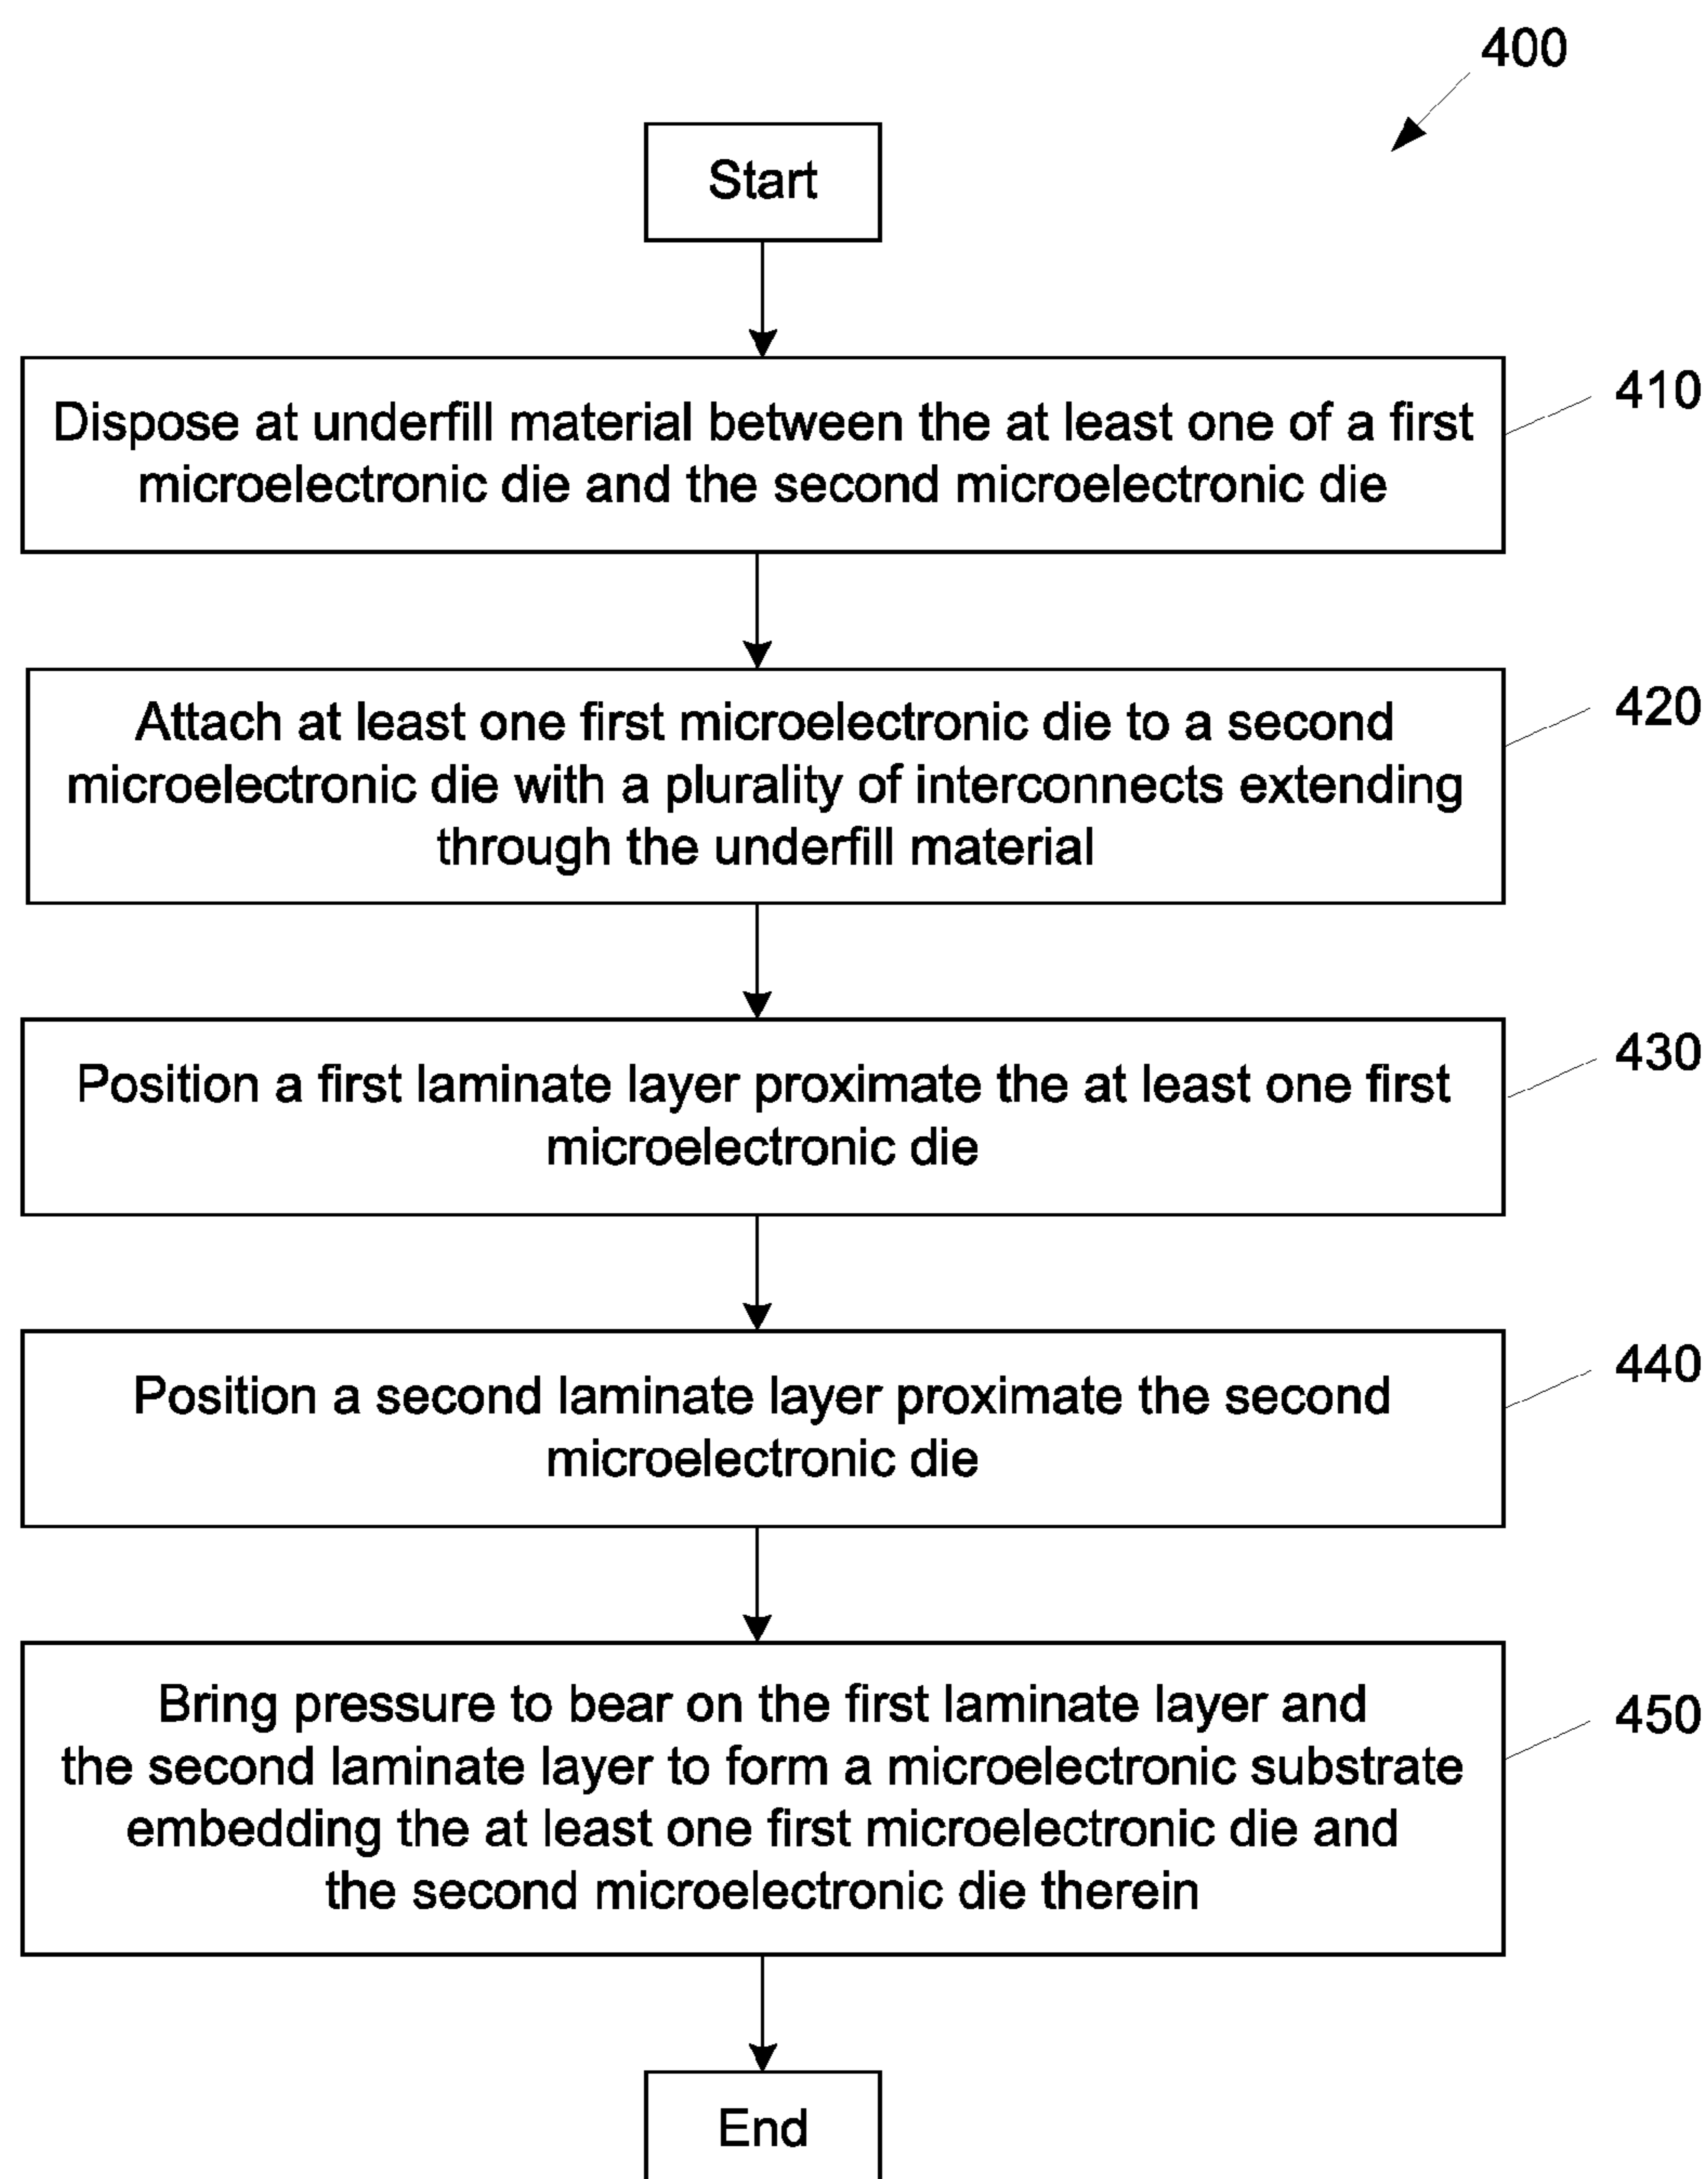 400
Start
Dispose at underfill material between the at least one of a first
microelectronic die and the second microelectronic die
410
Attach at least one first microelectronic die to a second
microelectronic die with a plurality of interconnects extending
through the underfill material
420
Position a first laminate layer proximate the at least one first
microelectronic die
430
Position a second laminate layer proximate the second
microelectronic die
440
Bring pressure to bear on the first laminate layer and
the second laminate layer to form a microelectronic substrate
embedding the at least one first microelectronic die and
the second microelectronic die therein
450
End